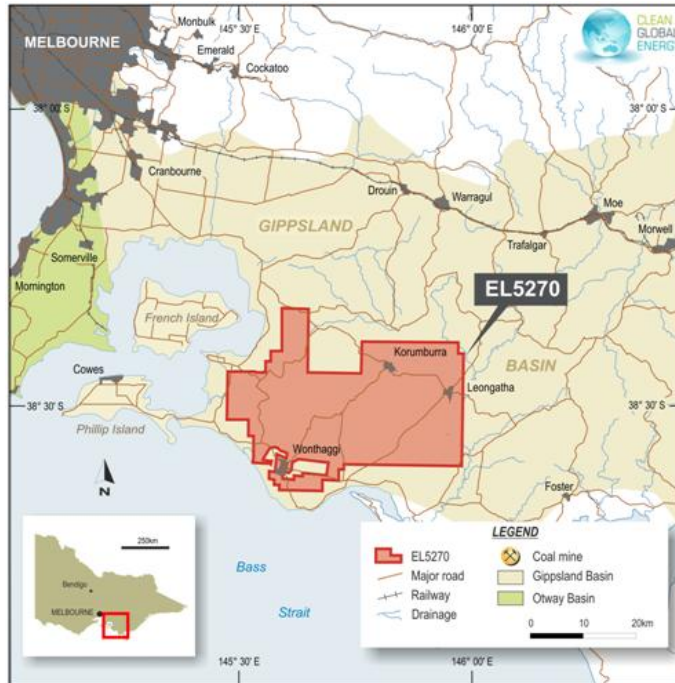 145° 30' E
146° 00' E
CLEAN
GLOBAL
ENERGY
MELBOURNE
Monbulk
Emerald
Cockatoo
38° 00' S
38° 00' S
Cranbourne
Drouin
Warragul
Moe
GIPPSLAND
Trafalgar
Morwell
Somerville
Mornington
EL5270
French Island
Korumburra
BASIN
Cowes
Leongatha
38° 30' S
38° 30' S
Phillip Island
Wonthaggi
N
Foster
LEGEND
EL5270
Coal mine
Major road
Gippsland Basin
Railway
Otway Basin
Drainage
0 10 20km
250km
Bendigo
MELBOURNE
Bass
Strait
145° 30' E
146° 00' E